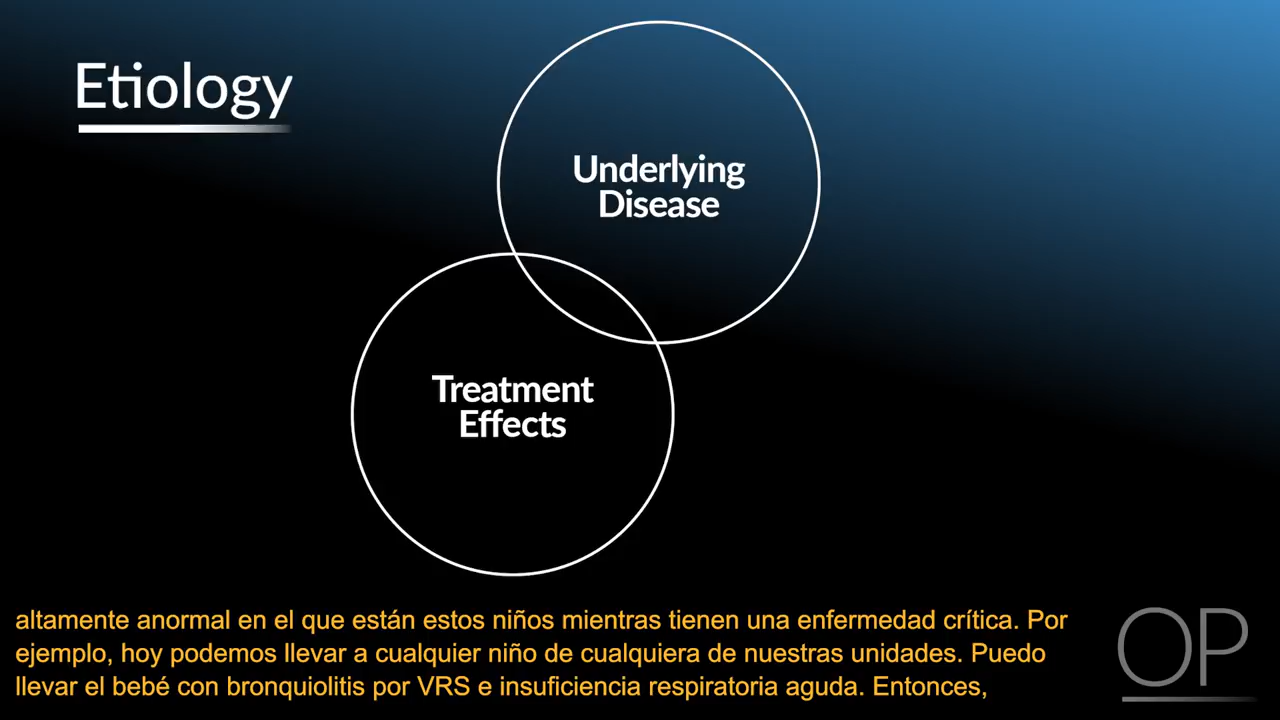 Etiology
Underlying
Disease
Treatment
Effects
altamente anormal en el que están estos niños mientras tienen una enfermedad crítica. Por
ejemplo, hoy podemos llevar a cualquier niño de cualquiera de nuestras unidades. Puedo
llevar el bebé con bronquiolitis por VRS e insuficiencia respiratoria aguda. Entonces,
OP